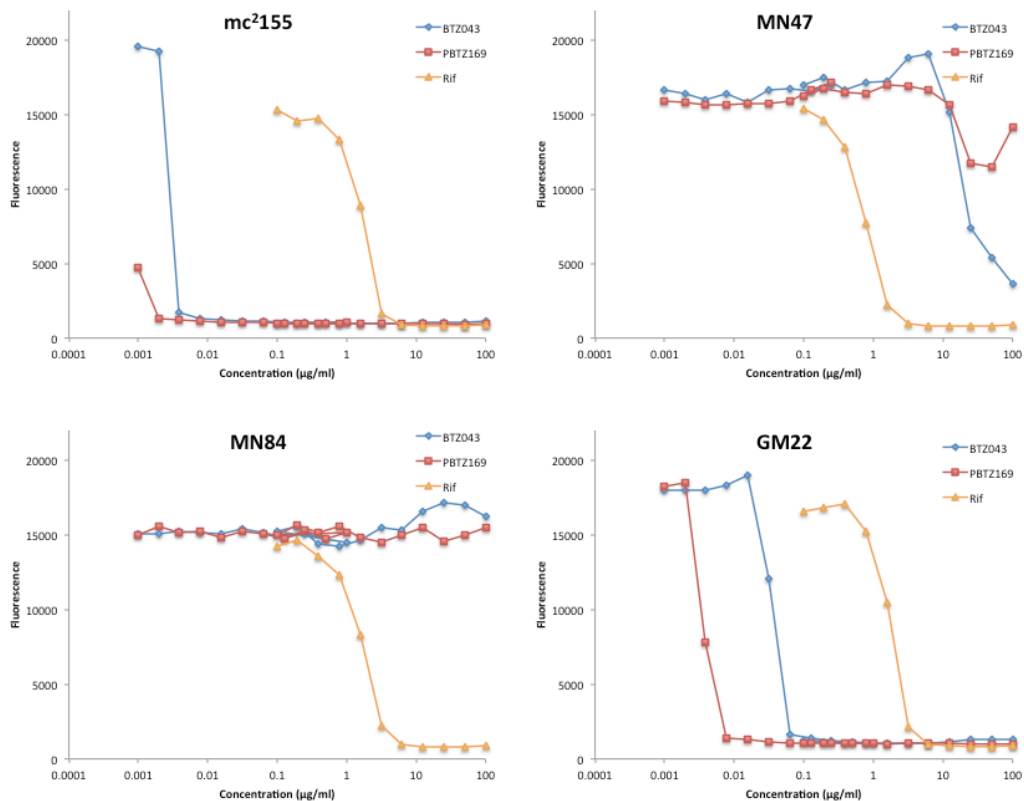 mc²155
BTZ043
PBTZ169
Rif
20000
15000
10000
5000
0
Fluorescence
0.0001 0.001 0.01 0.1 1 10 100
Concentration (µg/ml)
MN47
BTZ043
PBTZ169
Rif
20000
15000
10000
5000
0
Fluorescence
0.0001 0.001 0.01 0.1 1 10 100
Concentration (µg/ml)
MN84
BTZ043
PBTZ169
Rif
20000
15000
10000
5000
0
Fluorescence
0.0001 0.001 0.01 0.1 1 10 100
Concentration (µg/ml)
GM22
BTZ043
PBTZ169
Rif
20000
15000
10000
5000
0
Fluorescence
0.0001 0.001 0.01 0.1 1 10 100
Concentration (µg/ml)